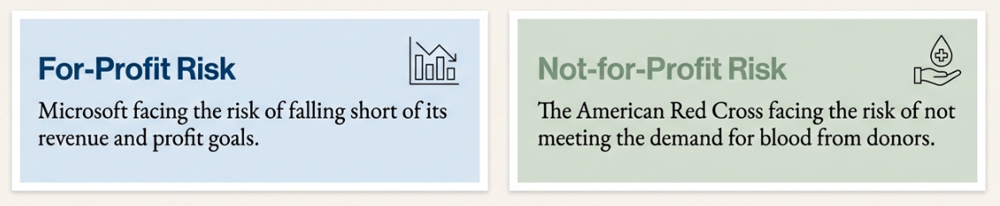 For-Profit Risk
Microsoft facing the risk of falling short of its
revenue and profit goals.
Not-for-Profit Risk
The American Red Cross facing the risk of not
meeting the demand for blood from donors.